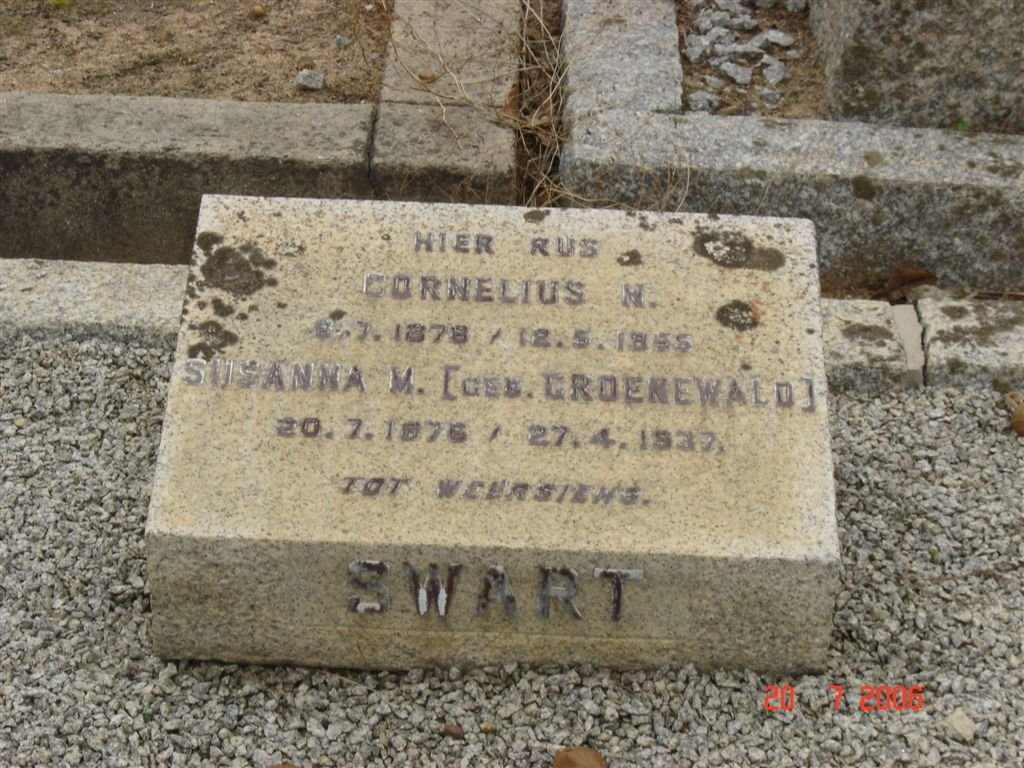 HIER RUS
CORNELIUS N.
6.7.1878 / 12.5.1955
SUSANNA M. [GEB. GROENEWALD]
20.7.1876 / 27.4.1937,
TOT WEERSIENS.
SWART
20 7 2006